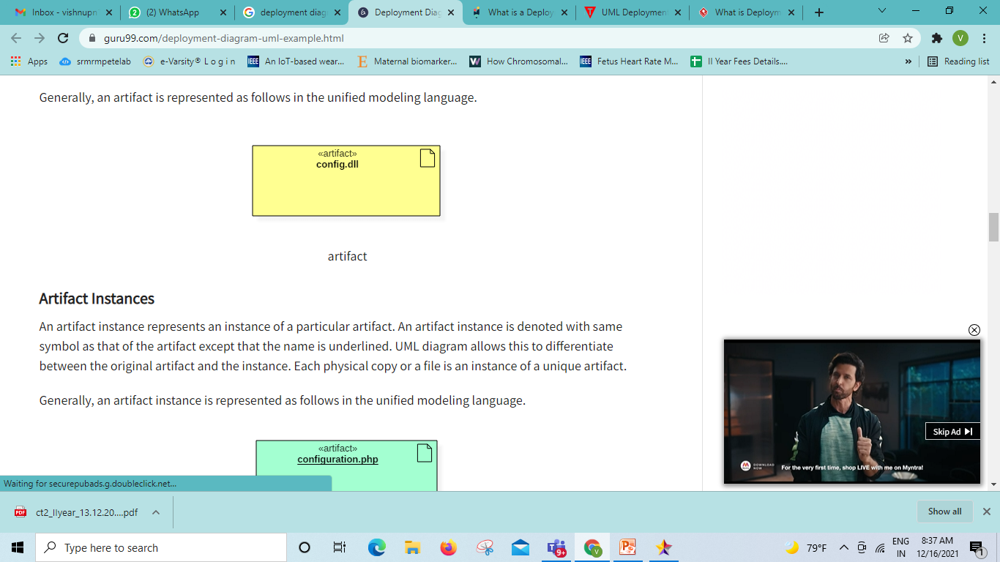 Inbox - vishnupn
(2) WhatsApp
deployment diag
Deployment Diag
What is a Deploy
UML Deployment
What is Deploym
guru99.com/deployment-diagram-uml-example.html
V
Apps
srmrmpetelab
e-Varsity® L o g i n
IEEE
An IoT-based wear...
Maternal biomarker...
How Chromosomal...
IEEE
Fetus Heart Rate M...
II Year Fees Details....
»
Reading list
Generally, an artifact is represented as follows in the unified modeling language.
«artifact»
config.dll
artifact
Artifact Instances
An artifact instance represents an instance of a particular artifact. An artifact instance is denoted with same
symbol as that of the artifact except that the name is underlined. UML diagram allows this to differentiate
between the original artifact and the instance. Each physical copy or a file is an instance of a unique artifact.
Generally, an artifact instance is represented as follows in the unified modeling language.
«artifact»
configuration.php
Skip Ad
DOWNLOAD
NOW
For the very first time, shop LIVE with me on Myntra!
Waiting for securepubads.g.doubleclick.net...
PDF
ct2_IIyear_13.12.20....pdf
Show all
Type here to search
9+
V
79°F
ENG
IN
8:37 AM
12/16/2021
1